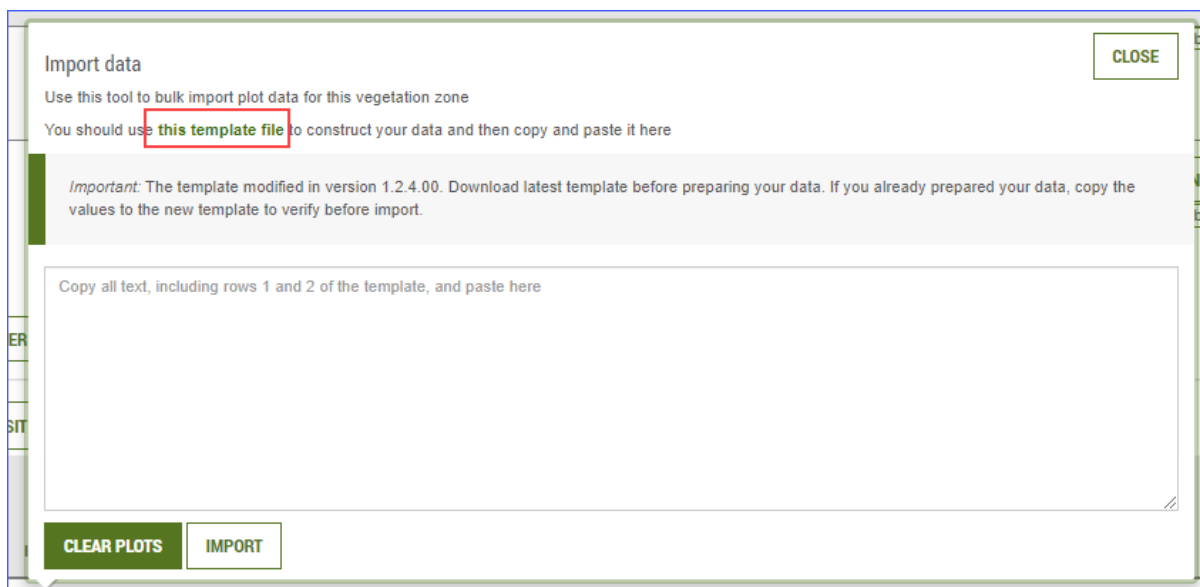 Import data
CLOSE
Use this tool to bulk import plot data for this vegetation zone
You should use this template file to construct your data and then copy and paste it here
Important: The template modified in version 1.2.4.00. Download latest template before preparing your data. If you already prepared your data, copy the
values to the new template to verify before import.
Copy all text, including rows 1 and 2 of the template, and paste here
ER
SIT
CLEAR PLOTS
IMPORT